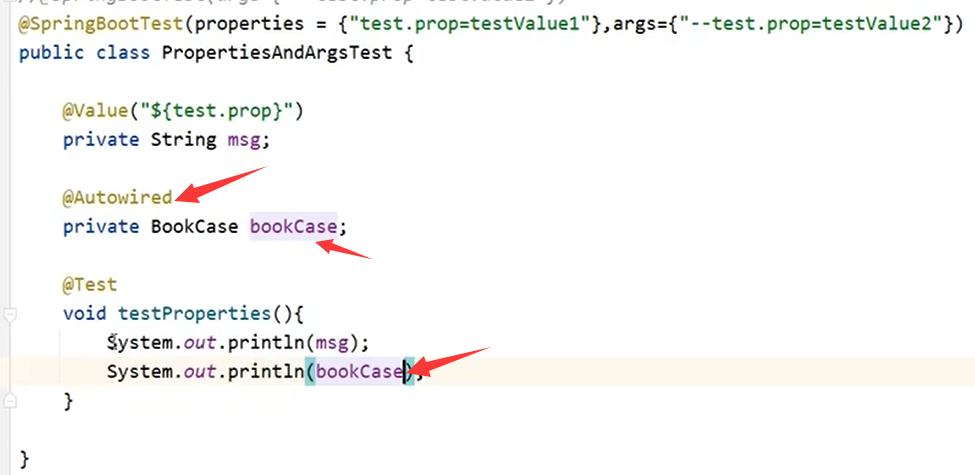 @SpringBootTest(properties = {"test.prop=testValue1"},args={"--test.prop=testValue2"})
public class PropertiesAndArgsTest {
@Value("${test.prop}")
private String msg;
@Autowired
private BookCase bookCase;
@Test
void testProperties(){
System.out.println(msg);
System.out.println(bookCase);
}
}